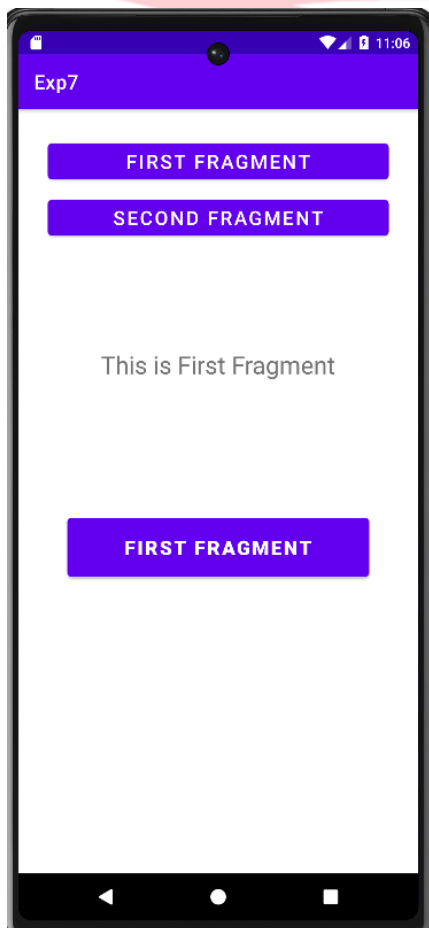 11:06
Exp7
FIRST FRAGMENT
SECOND FRAGMENT
This is First Fragment
FIRST FRAGMENT